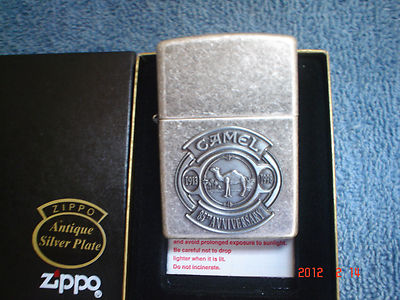 CAMEL
1913
1998
85TH ANNIVERSARY
ZIPPO
Antique
Silver Plate
Zippo
and avoid prolonged exposure to sunlight.
Be careful not to drop
lighter when it is lit.
Do not incinerate.
2012 2 14